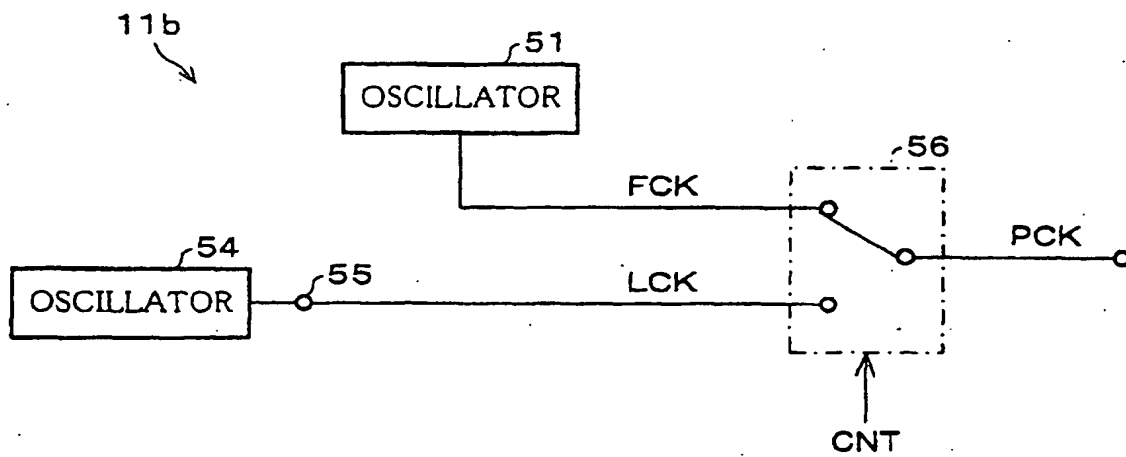 11b
51
OSCILLATOR
56
FCK
PCK
54
55
OSCILLATOR
LCK
CNT